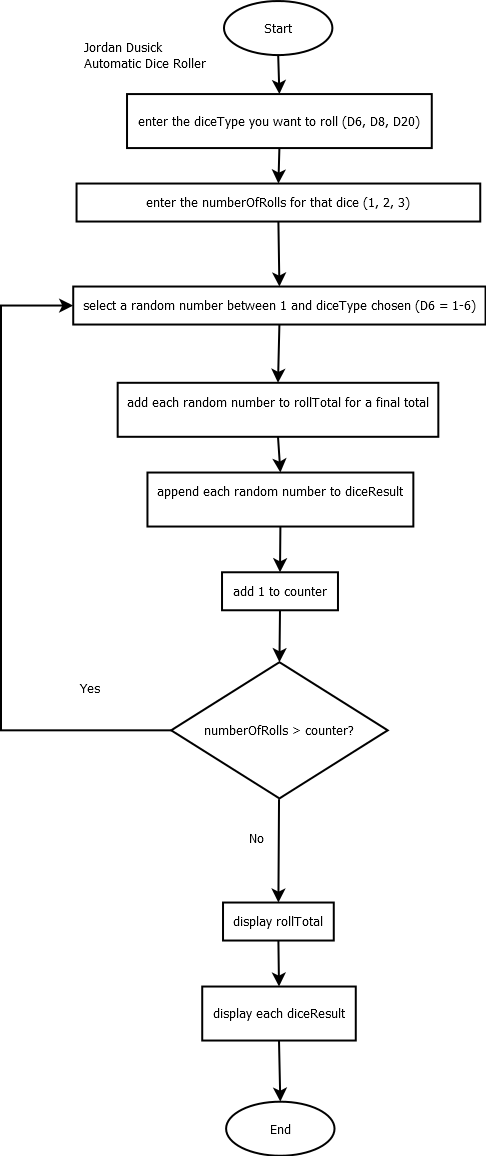 Start
Jordan Dusick
Automatic Dice Roller
enter the diceType you want to roll (D6, D8, D20)
enter the numberOfRolls for that dice (1, 2, 3)
select a random number between 1 and diceType chosen (D6 = 1-6)
add each random number to rollTotal for a final total
append each random number to diceResult
add 1 to counter
Yes
numberOfRolls > counter?
No
display rollTotal
display each diceResult
End